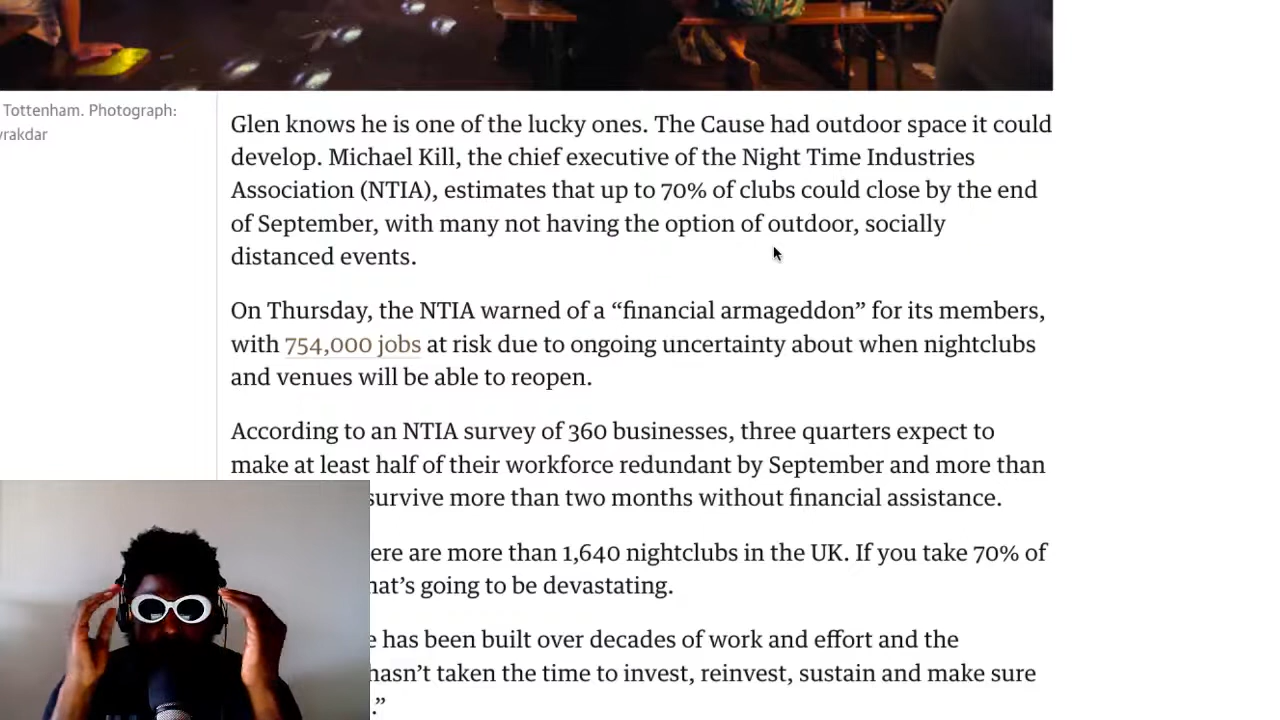 Tottenham. Photograph:
Glen knows he is one of the lucky ones. The Cause had outdoor space it could
develop. Michael Kill, the chief executive of the Night Time Industries
Association (NTIA), estimates that up to 70% of clubs could close by the end
of September, with many not having the option of outdoor, socially
distanced events.
On Thursday, the NTIA warned of a “financial armageddon” for its members,
with 754,000 jobs at risk due to ongoing uncertainty about when nightclubs
and venues will be able to reopen.
According to an NTIA survey of 360 businesses, three quarters expect to
make at least half of their workforce redundant by September and more than
survive more than two months without financial assistance.
are more than 1,640 nightclubs in the UK. If you take 70% of
going to be devastating.
has been built over decades of work and effort and the
hasn’t taken the time to invest, reinvest, sustain and make sure
.”